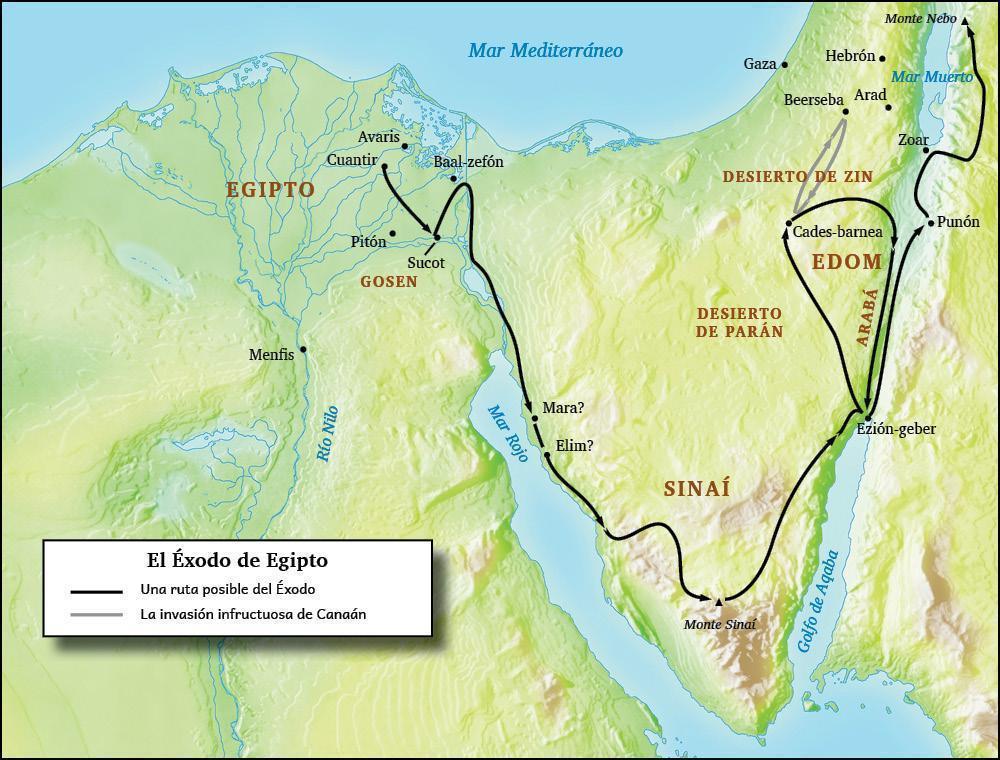 Monte Nebo
Mar Mediterráneo
Hebrón
Gaza
Mar Muerto
Beerseba
Arad
Avaris
Zoar
Cuantir
Baal-zefón
DESIERTO DE ZIN
EGIPTO
Punón
Cades-barnea
Pitón
Sucot
EDOM
GOSEN
DESIERTO
DE PARÁN
ARABÁ
Menfis
Mara?
Mar Rojo
Río Nilo
Ezión-geber
Elim?
SINAÍ
El Éxodo de Egipto
Una ruta posible del Éxodo
La invasión infructuosa de Canaán
Golfo de Aqaba
Monte Sinaí